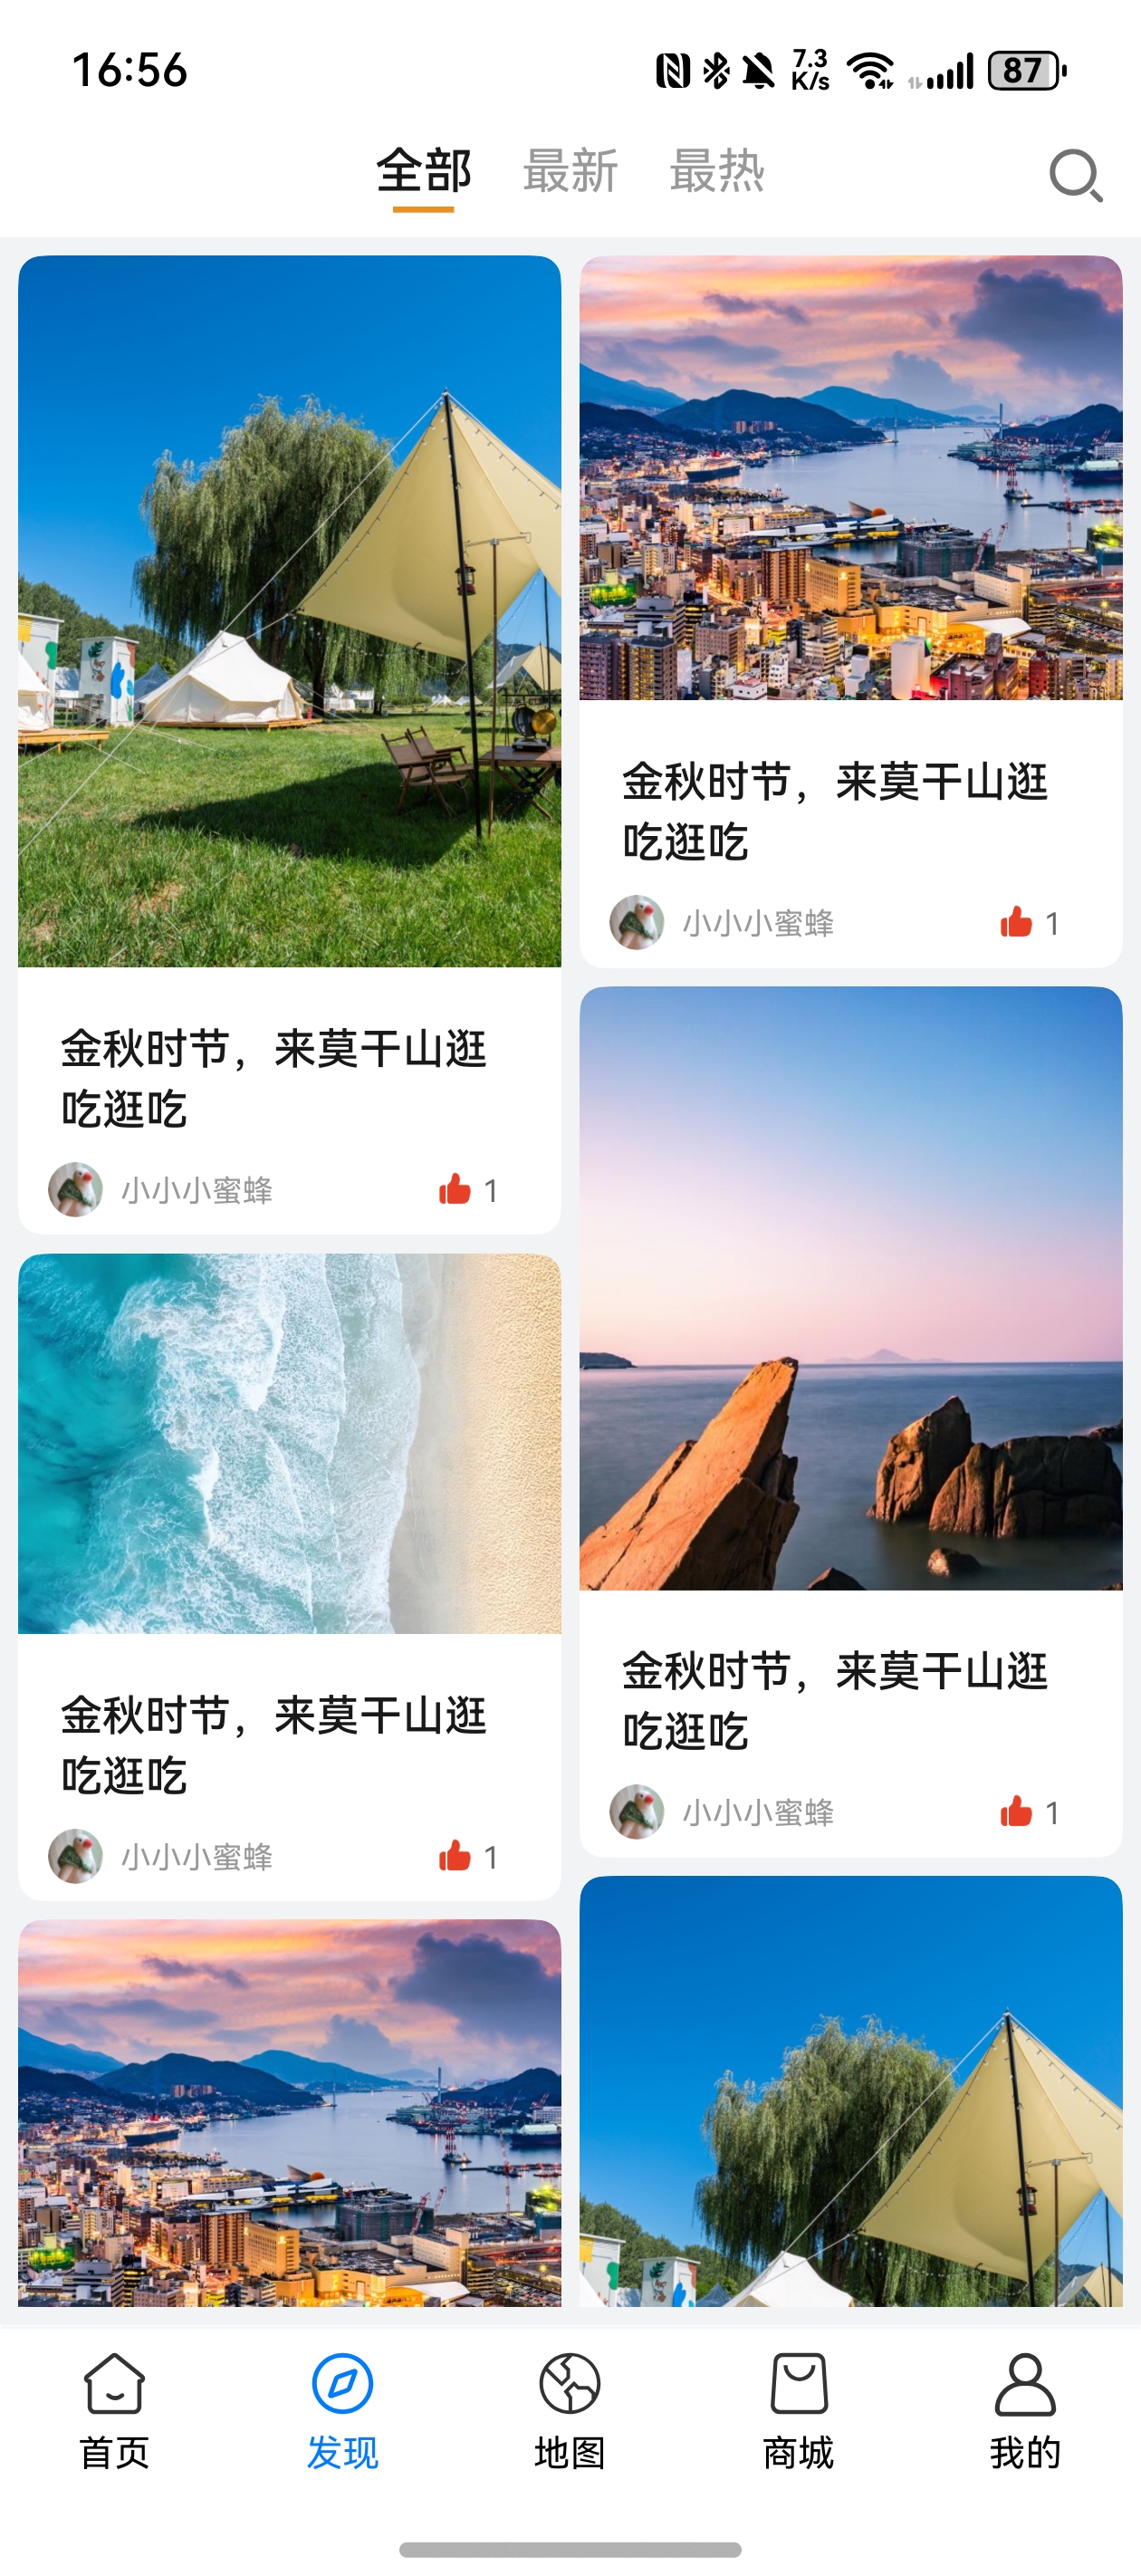 16:56
7.3
K/s
87
全部 最新 最热
金秋时节，来莫干山逛
吃逛吃
小小小蜜蜂 1
金秋时节，来莫干山逛
吃逛吃
小小小蜜蜂 1
金秋时节，来莫干山逛
吃逛吃
小小小蜜蜂 1
金秋时节，来莫干山逛
吃逛吃
小小小蜜蜂 1
首页 发现 地图 商城 我的